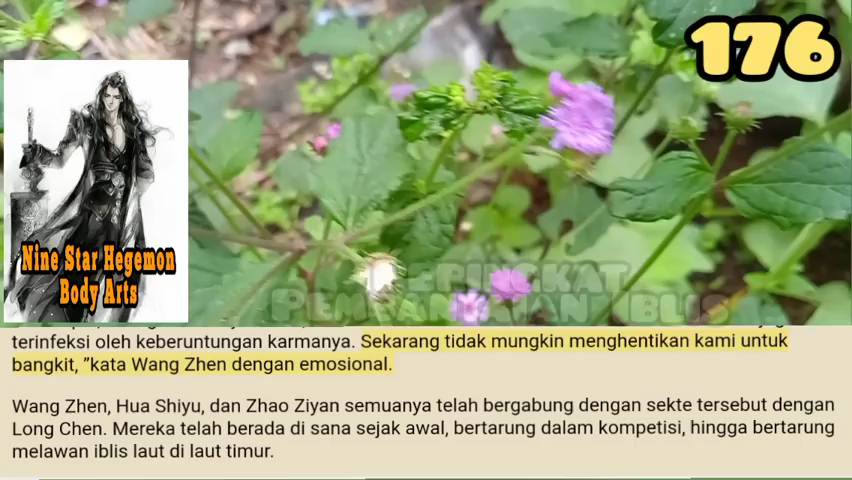 176
Nine Star Hegemon
Body Arts
PEMBANTAIAN IBLIS
terinfeksi oleh keberuntungan karmanya. Sekarang tidak mungkin menghentikan kami untuk
bangkit, ”kata Wang Zhen dengan emosional.
Wang Zhen, Hua Shiyu, dan Zhao Ziyan semuanya telah bergabung dengan sekte tersebut dengan
Long Chen. Mereka telah berada di sana sejak awal, bertarung dalam kompetisi, hingga bertarung
melawan iblis laut di laut timur.